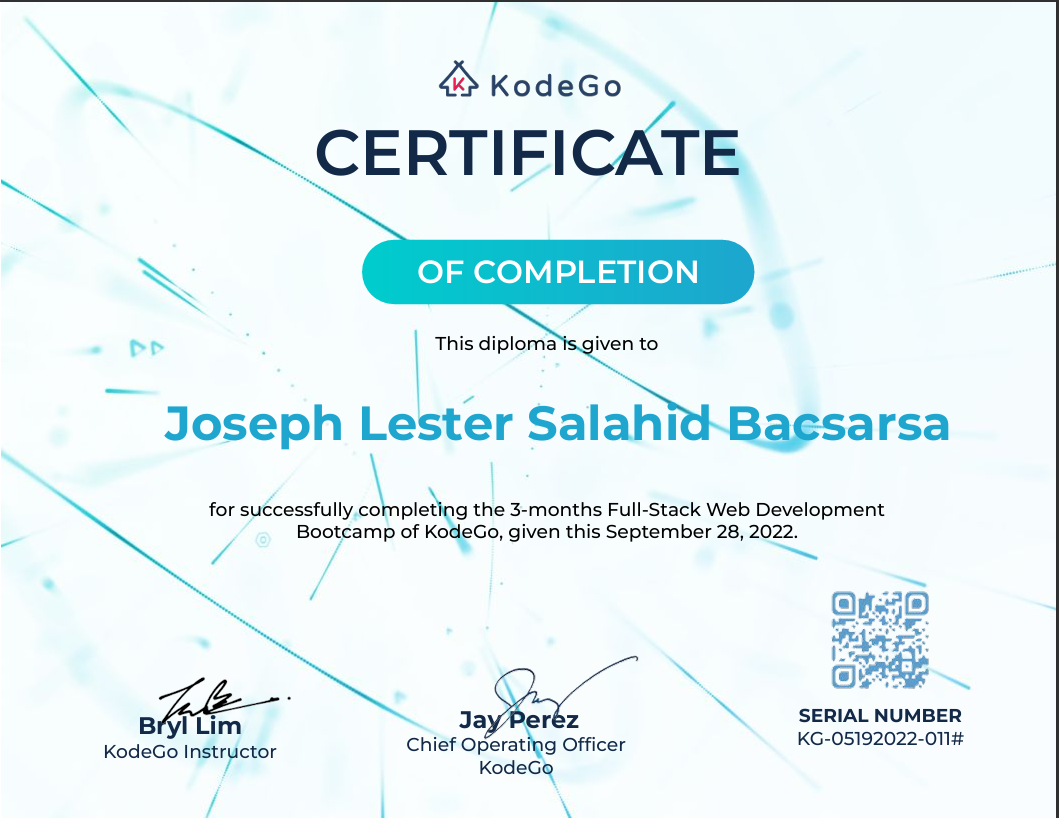 KodeGo
CERTIFICATE
OF COMPLETION
This diploma is given to
Joseph Lester Salahid Bacsarsa
for successfully completing the 3-months Full-Stack Web Development
Bootcamp of KodeGo, given this September 28, 2022.
Bryl Lim
KodeGo Instructor
Jay Perez
Chief Operating Officer
KodeGo
SERIAL NUMBER
KG-05192022-011#